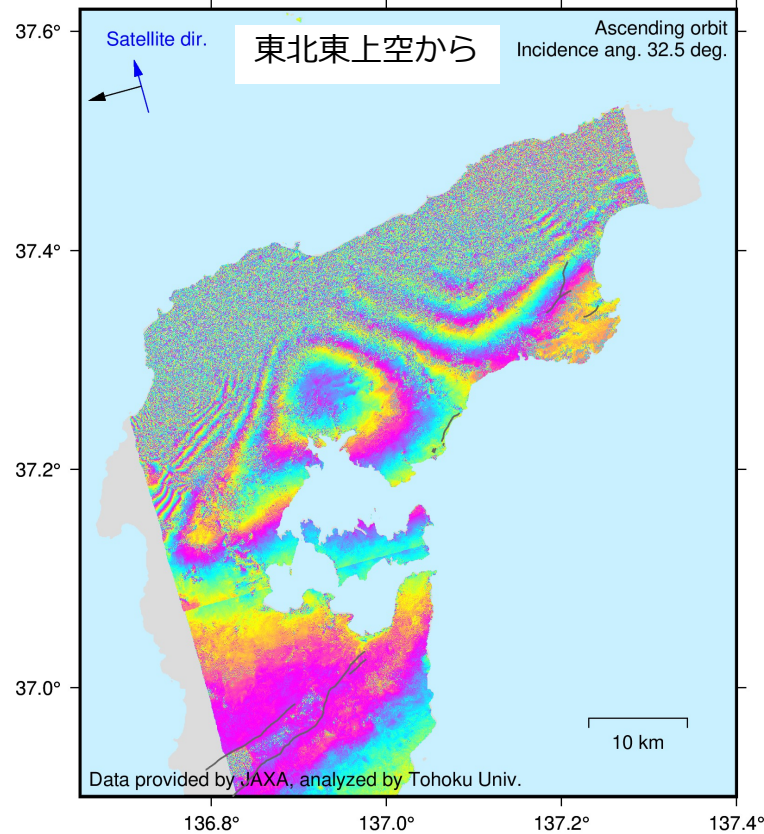 37.6°
Satellite dir.
東北東上空から
Ascending orbit
Incidence ang. 32.5 deg.
37.4°
37.2°
37.0°
10 km
Data provided by JAXA, analyzed by Tohoku Univ.
136.8°
137.0°
137.2°
137.4°